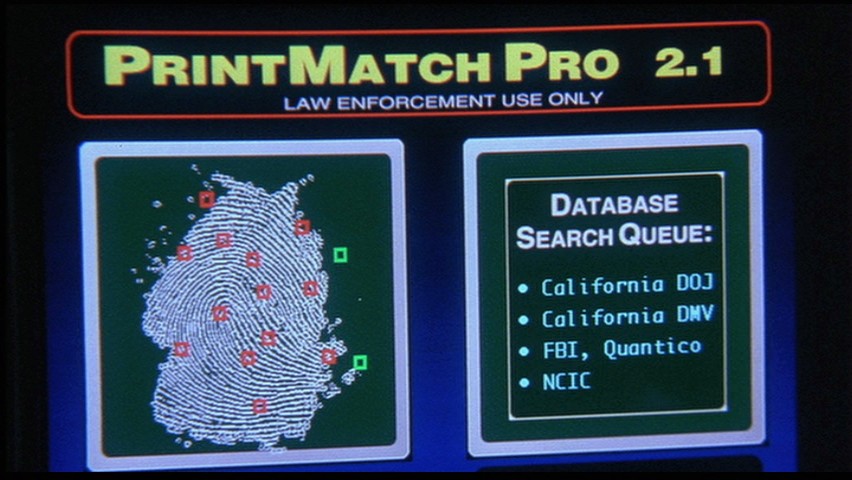 PRINTMATCH PRO 2.1
LAW ENFORCEMENT USE ONLY
DATABASE
SEARCH QUEUE:
• California DOJ
• California DMV
• FBI, Quantico
• NCIC